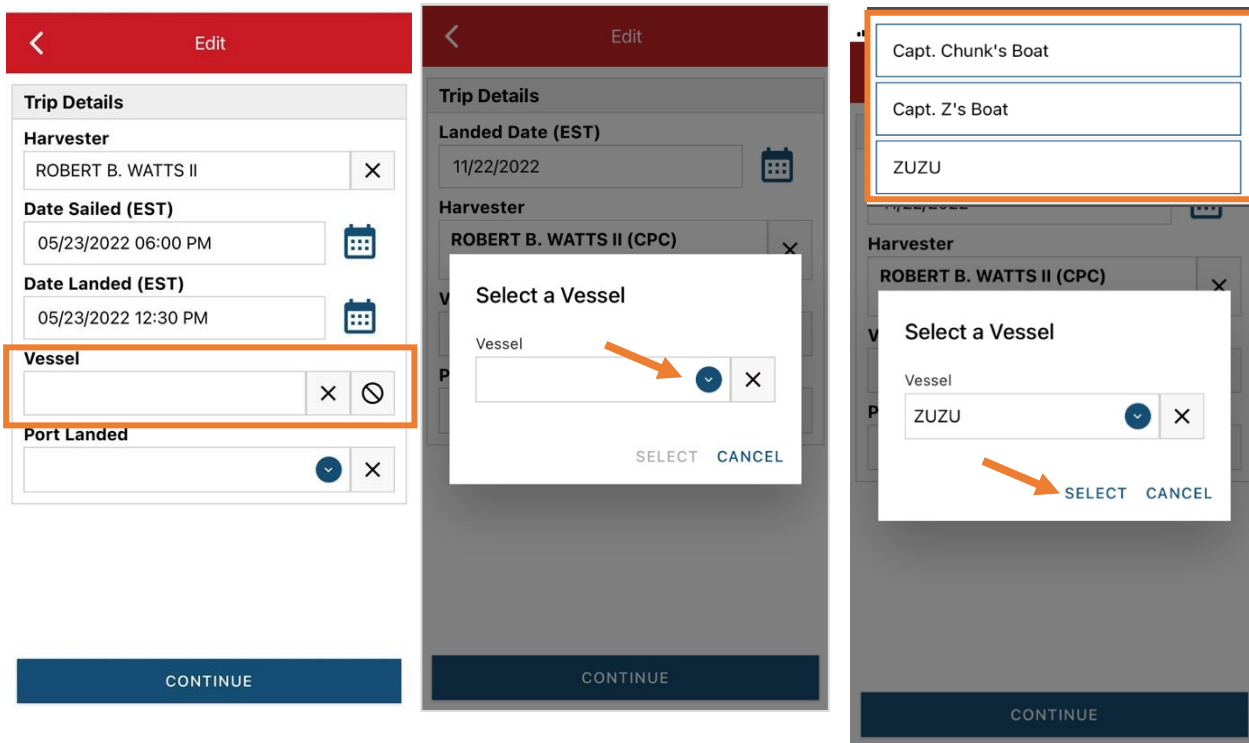 Edit
Trip Details
Harvester
ROBERT B. WATTS II
Date Sailed (EST)
05/23/2022 06:00 PM
Date Landed (EST)
05/23/2022 12:30 PM
Vessel
Port Landed
CONTINUE
Edit
Trip Details
Landed Date (EST)
11/22/2022
Harvester
ROBERT B. WATTS II (CPC)
V
Select a Vessel
Vessel
P
SELECT CANCEL
CONTINUE
Capt. Chunk's Boat
Capt. Z's Boat
ZUZU
Harvester
ROBERT B. WATTS II (CPC)
V
Select a Vessel
Vessel
P
ZUZU
SELECT CANCEL
CONTINUE